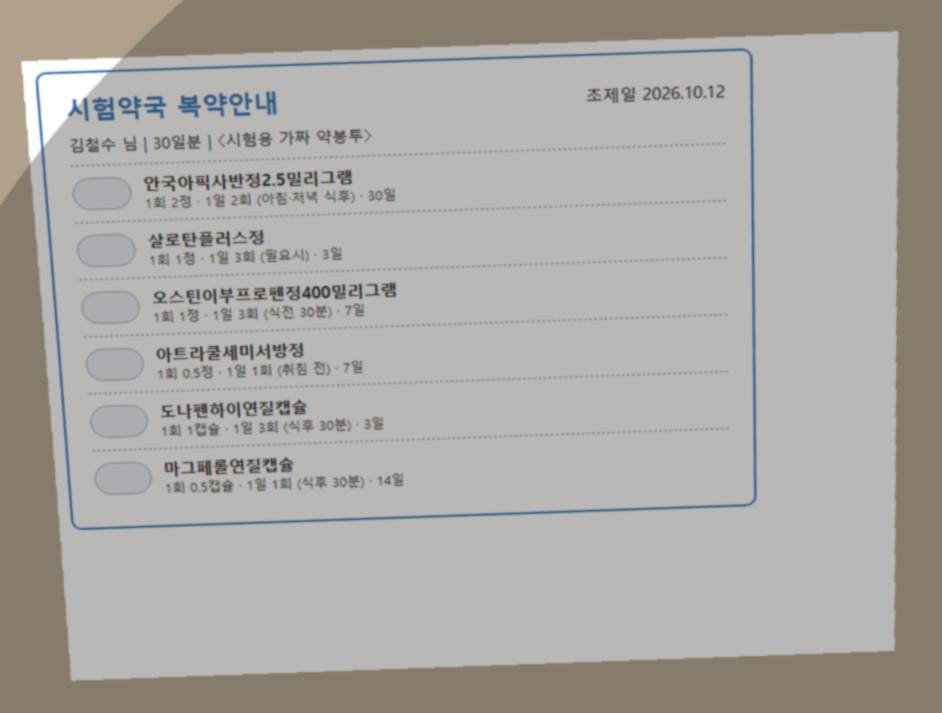 시험약국 복약안내
조제일 2026.10.12
김철수 님 | 30일분 | <시험용 가짜 약봉투>
안국아픽사반정2.5밀리그램
1회 2정 · 1일 2회 (아침·저녁 식후) · 30일
살로탄플러스정
1회 1정 · 1일 3회 (필요시) · 3일
오스틴이부프로펜정400밀리그램
1회 1정 · 1일 3회 (식전 30분) · 7일
아트라쿨세미서방정
1회 0.5정 · 1일 1회 (취침 전) · 7일
도나펜하이연질캡슐
1회 1캡슐 · 1일 3회 (식후 30분) · 3일
마그페롤연질캡슐
1회 0.5캡슐 · 1일 1회 (식후 30분) · 14일